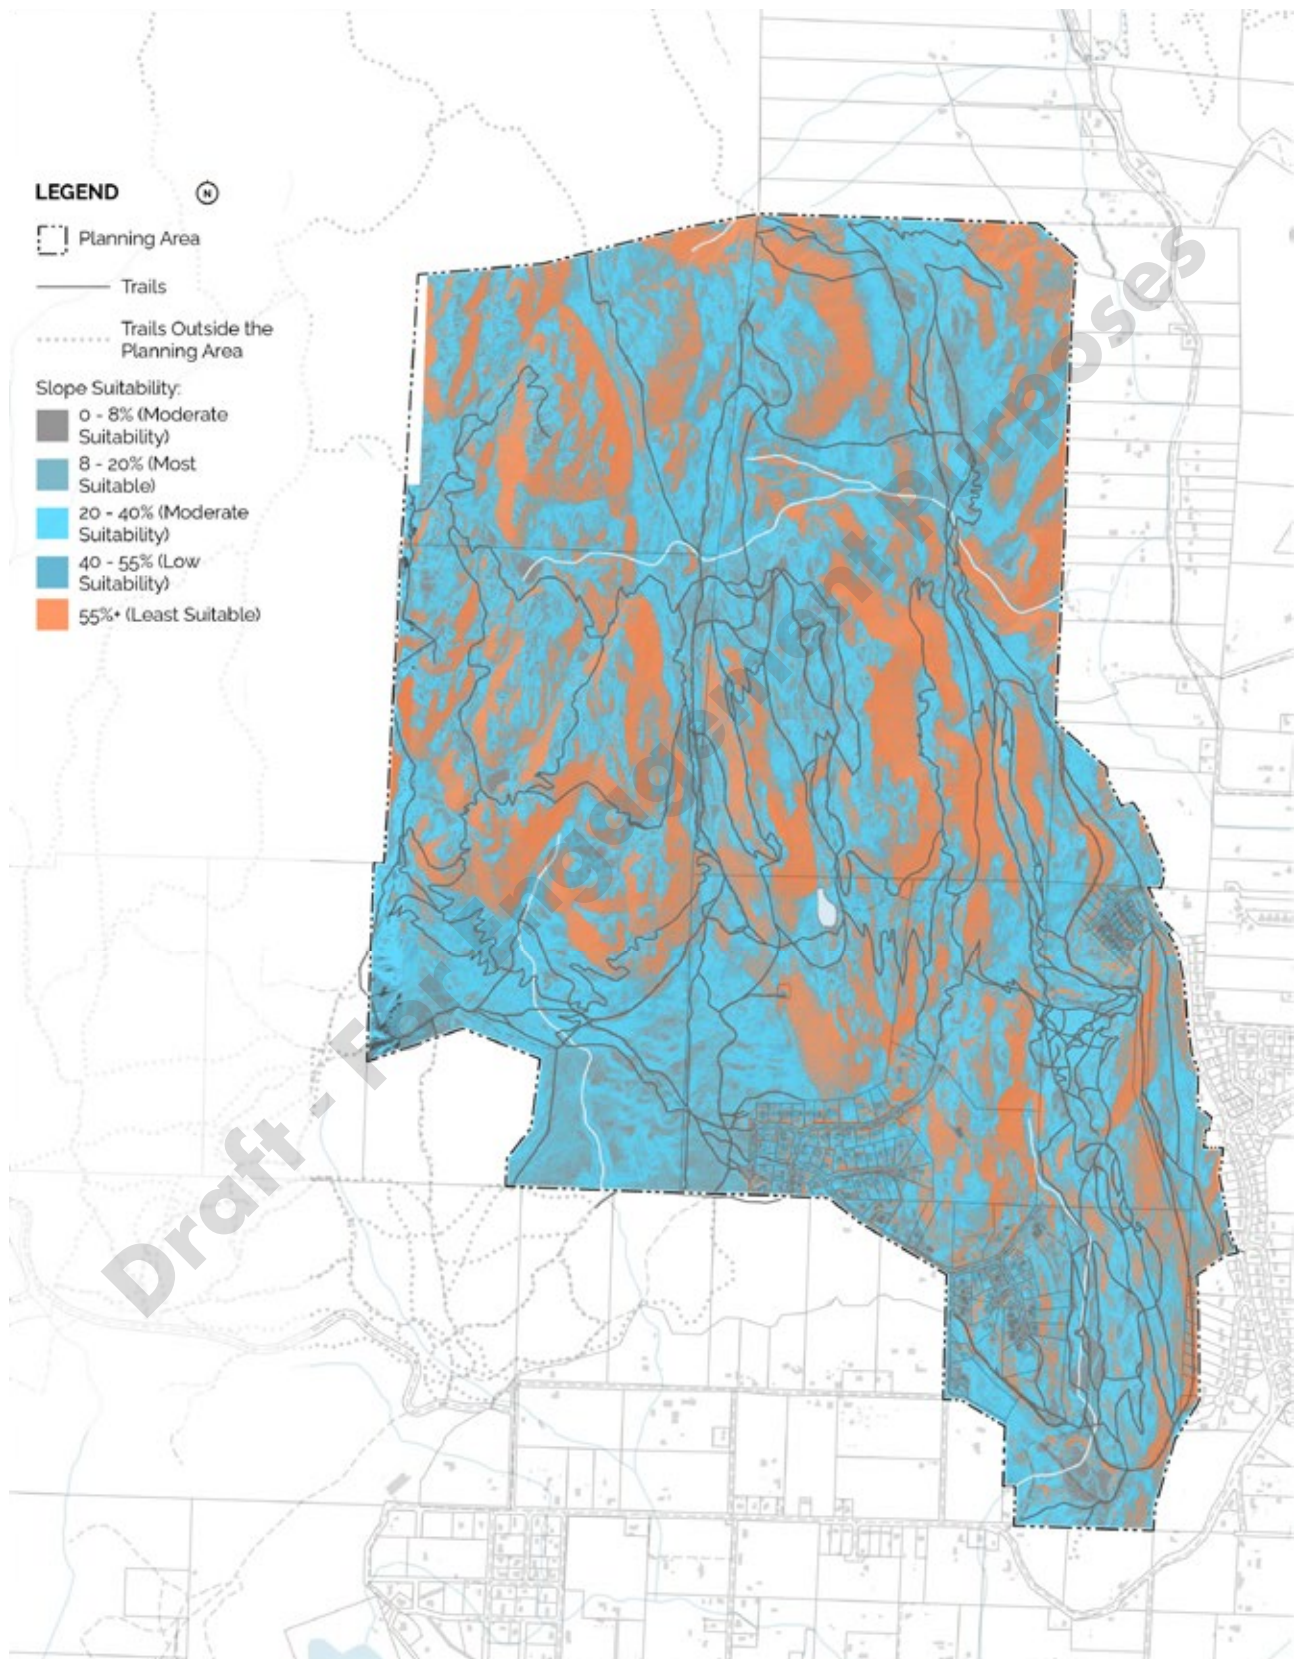 LEGEND N
Planning Area
Trails
Trails Outside the
Planning Area
Slope Suitability:
0 - 8% (Moderate
Suitability)
8 - 20% (Most
Suitable)
20 - 40% (Moderate
Suitability)
40 - 55% (Low
Suitability)
55%+ (Least Suitable)
Draft - For Engagement Purposes